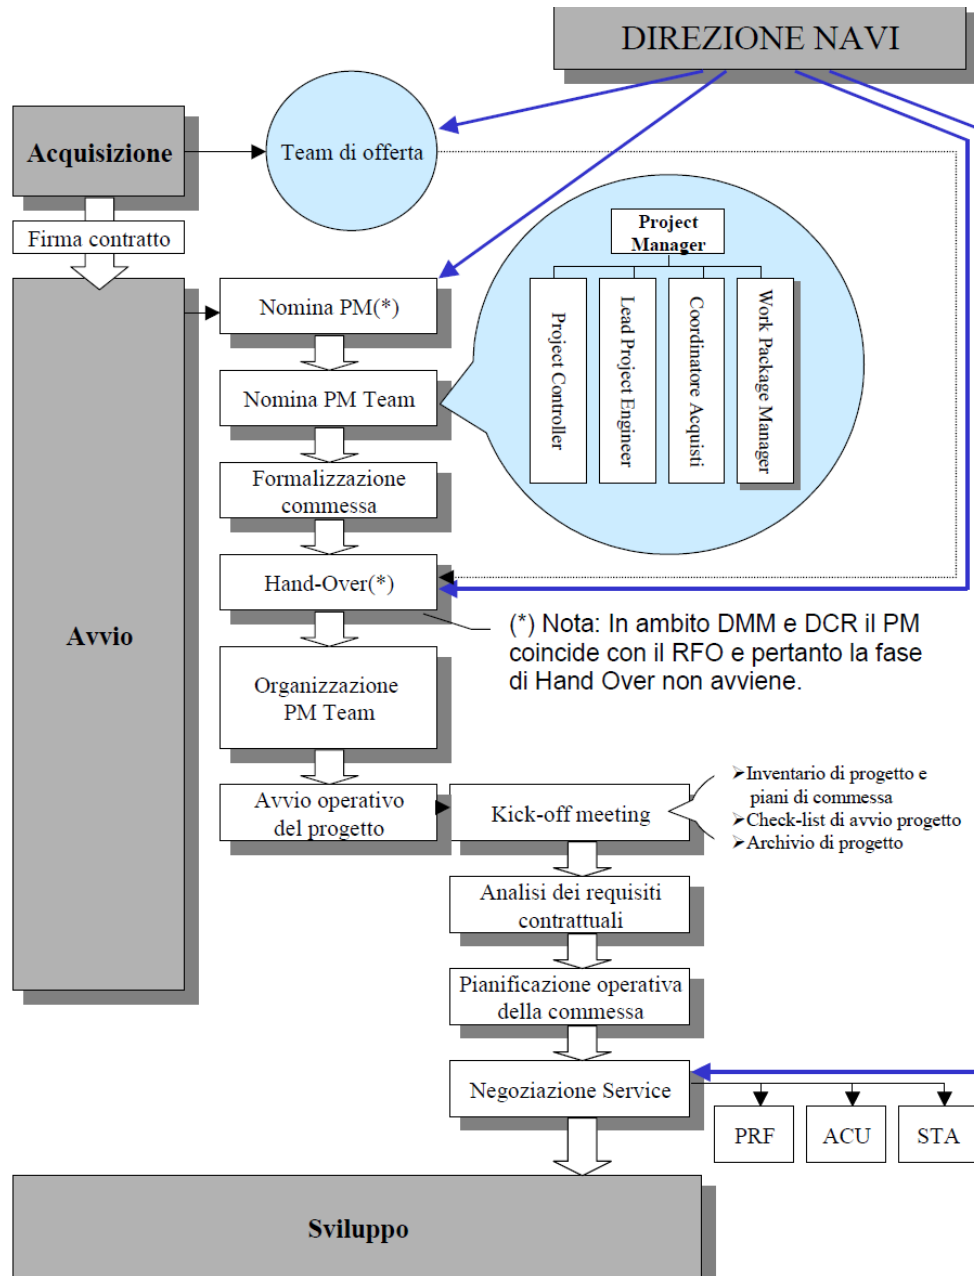 DIREZIONE NAVI
Acquisizione
Team di offerta
Firma contratto
Project
Manager
Project Controller
Lead Project Engineer
Coordinatore Acquisti
Work Package Manager
Nomina PM(*)
Nomina PM Team
Formalizzazione
commessa
Hand-Over(*)
(*) Nota: In ambito DMM e DCR il PM
coincide con il RFO e pertanto la fase
di Hand Over non avviene.
Avvio
Organizzazione
PM Team
Avvio operativo
del progetto
Kick-off meeting
➢Inventario di progetto e
piani di commessa
➢Check-list di avvio progetto
➢Archivio di progetto
Analisi dei requisiti
contrattuali
Pianificazione operativa
della commessa
Negoziazione Service
PRF
ACU
STA
Sviluppo